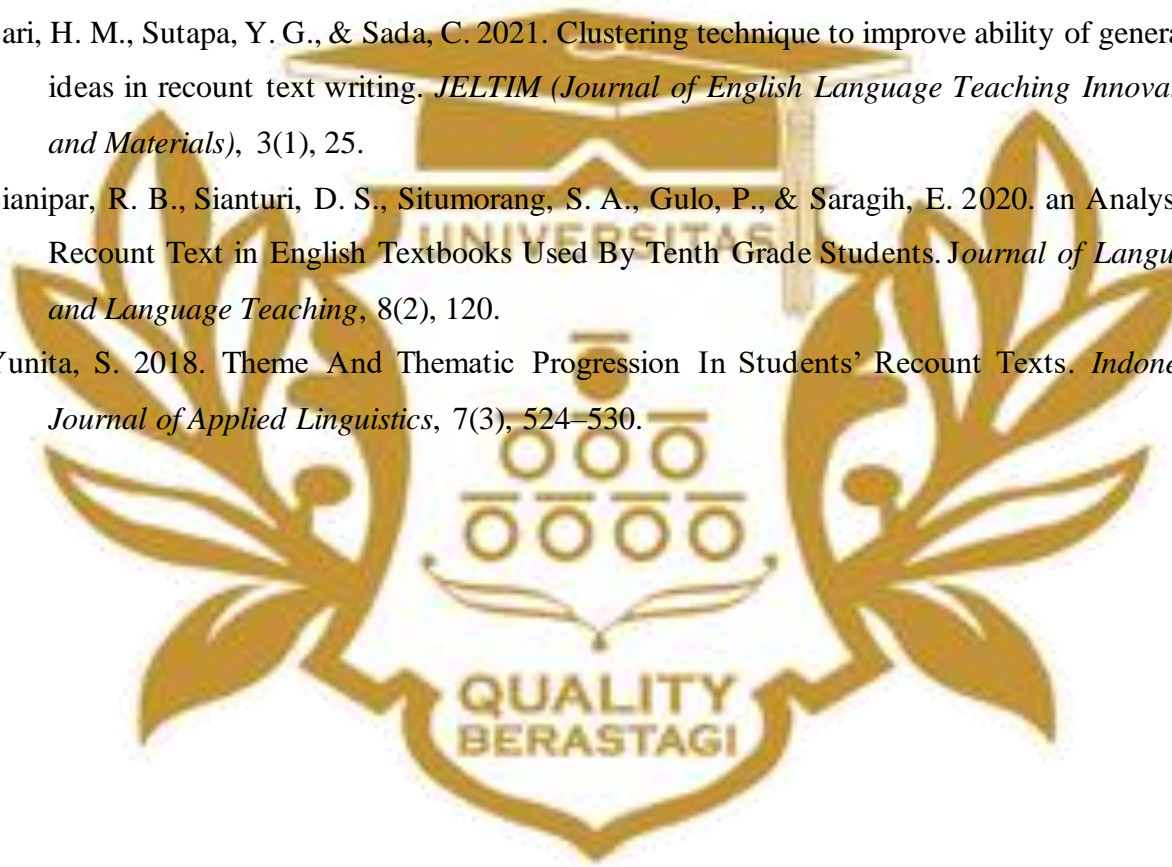 ari, H. M., Sutapa, Y. G., & Sada, C. 2021. Clustering technique to improve ability of genera
ideas in recount text writing. JELTIM (Journal of English Language Teaching Innova
and Materials), 3(1), 25.
ianipar, R. B., Sianturi, D. S., Situmorang, S. A., Gulo, P., & Saragih, E. 2020. an Analys
Recount Text in English Textbooks Used By Tenth Grade Students. Journal of Langu
and Language Teaching, 8(2), 120.
Yunita, S. 2018. Theme And Thematic Progression In Students’ Recount Texts. Indone
Journal of Applied Linguistics, 7(3), 524–530.
UNIVERSITAS
QUALITY
BERASTAGI